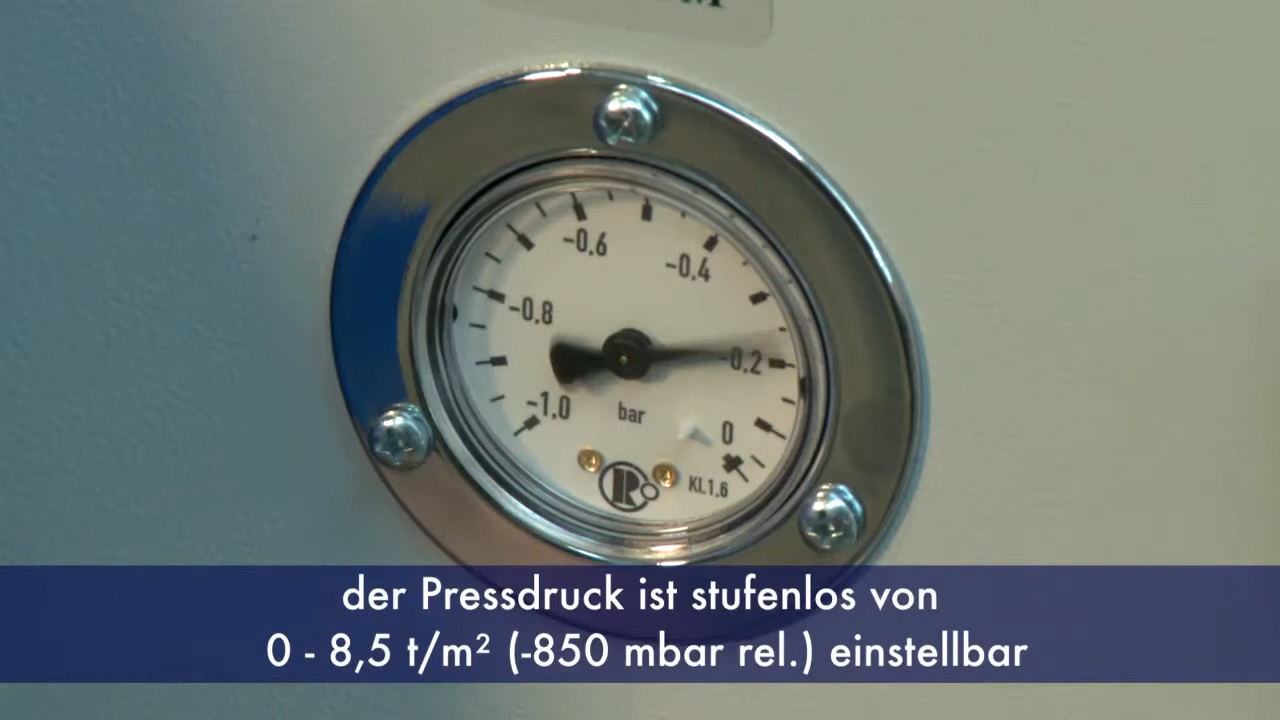 -0.6
-0.4
-0.8
-0.2
-1.0
bar
0
KL1.6
der Pressdruck ist stufenlos von
0 - 8,5 t/m² (-850 mbar rel.) einstellbar